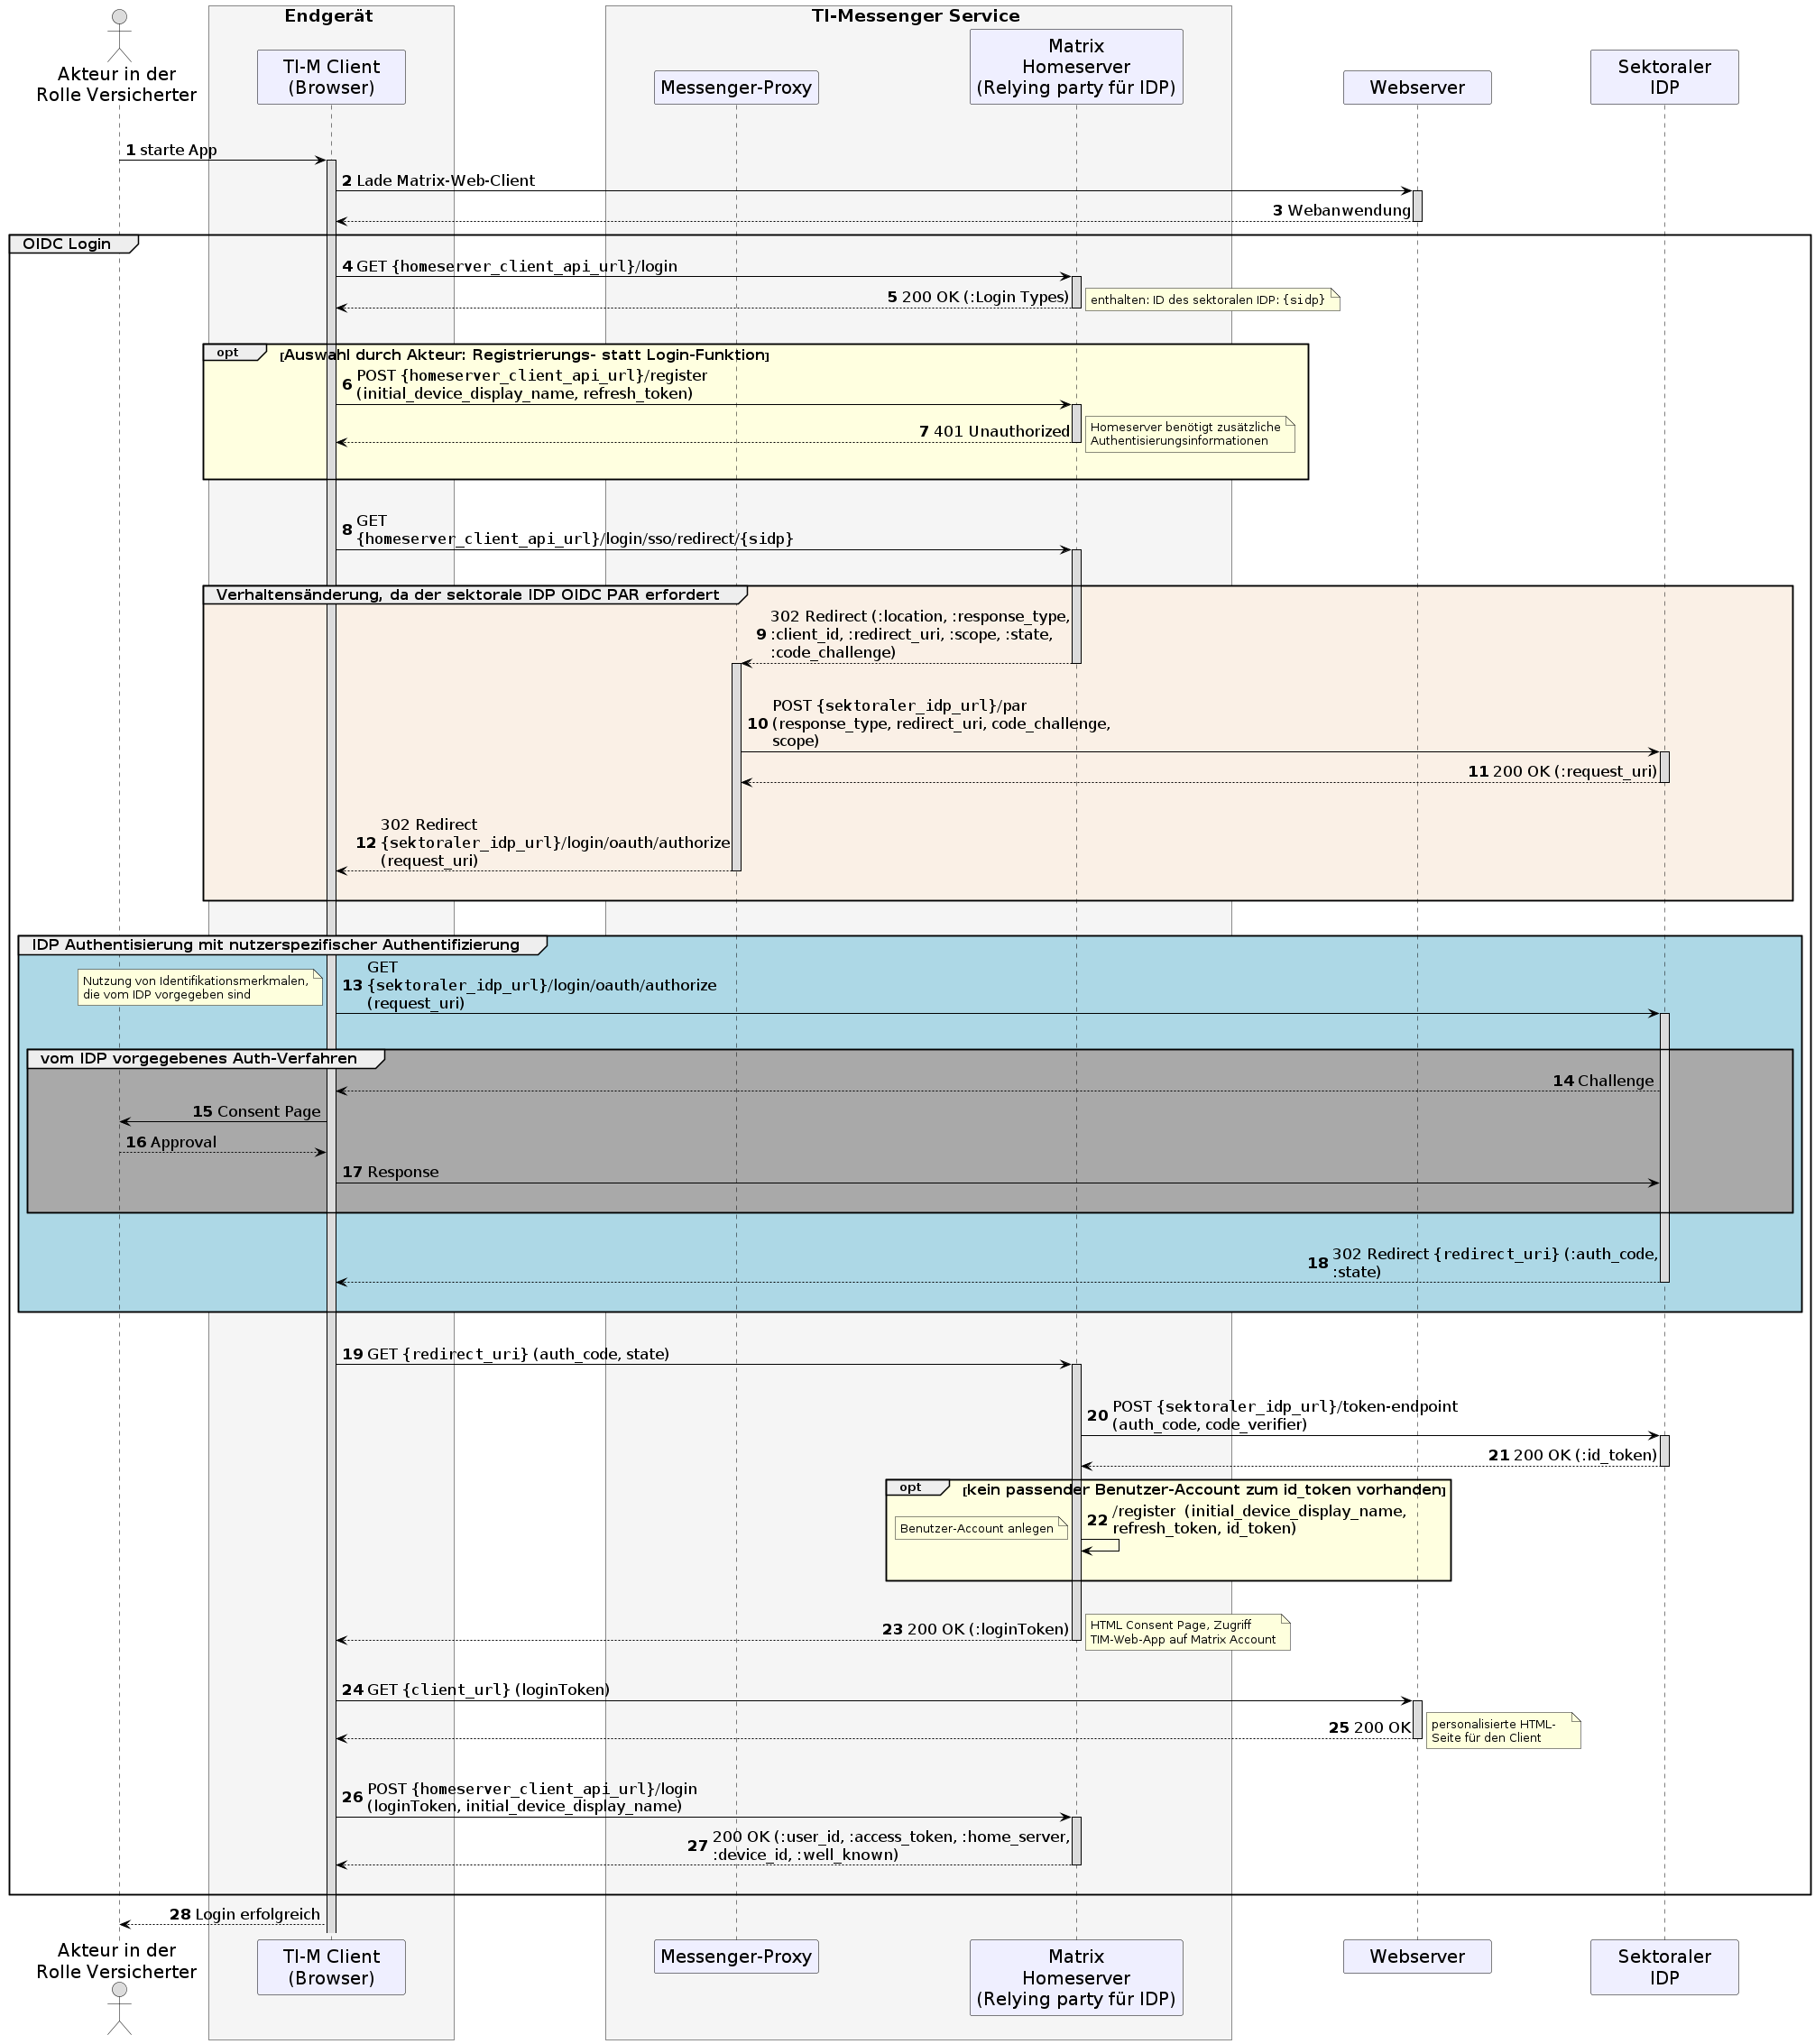 Endgerät
TI-Messenger Service
Akteur in der
Rolle Versicherter
TI-M Client
(Browser)
Messenger-Proxy
Matrix
Homeserver
(Relying party für IDP)
Webserver
Sektoraler
IDP
1 starte App
2 Lade Matrix-Web-Client
3 Webanwendung
OIDC Login
4 GET {homeserver_client_api_url}/login
5 200 OK (:Login Types)
enthalten: ID des sektoralen IDP: {sidp}
opt [Auswahl durch Akteur: Registrierungs- statt Login-Funktion]
6 POST {homeserver_client_api_url}/register
(initial_device_display_name, refresh_token)
7 401 Unauthorized
Homeserver benötigt zusätzliche
Authentisierungsinformationen
8 GET
{homeserver_client_api_url}/login/sso/redirect/{sidp}
Verhaltensänderung, da der sektorale IDP OIDC PAR erfordert
9 302 Redirect (:location, :response_type,
:client_id, :redirect_uri, :scope, :state,
:code_challenge)
10 POST {sektoraler_idp_url}/par
(response_type, redirect_uri, code_challenge,
scope)
11 200 OK (:request_uri)
12 302 Redirect
{sektoraler_idp_url}/login/oauth/authorize
(request_uri)
IDP Authentisierung mit nutzerspezifischer Authentifizierung
Nutzung von Identifikationsmerkmalen,
die vom IDP vorgegeben sind
13 GET
{sektoraler_idp_url}/login/oauth/authorize
(request_uri)
vom IDP vorgegebenes Auth-Verfahren
14 Challenge
15 Consent Page
16 Approval
17 Response
18 302 Redirect {redirect_uri} (:auth_code,
:state)
19 GET {redirect_uri} (auth_code, state)
20 POST {sektoraler_idp_url}/token-endpoint
(auth_code, code_verifier)
21 200 OK (:id_token)
opt [kein passender Benutzer-Account zum id_token vorhanden]
Benutzer-Account anlegen
22 /register (initial_device_display_name,
refresh_token, id_token)
23 200 OK (:loginToken)
HTML Consent Page, Zugriff
TIM-Web-App auf Matrix Account
24 GET {client_url} (loginToken)
25 200 OK
personalisierte HTML-
Seite für den Client
26 POST {homeserver_client_api_url}/login
(loginToken, initial_device_display_name)
27 200 OK (:user_id, :access_token, :home_server,
:device_id, :well_known)
28 Login erfolgreich
Akteur in der
Rolle Versicherter
TI-M Client
(Browser)
Messenger-Proxy
Matrix
Homeserver
(Relying party für IDP)
Webserver
Sektoraler
IDP